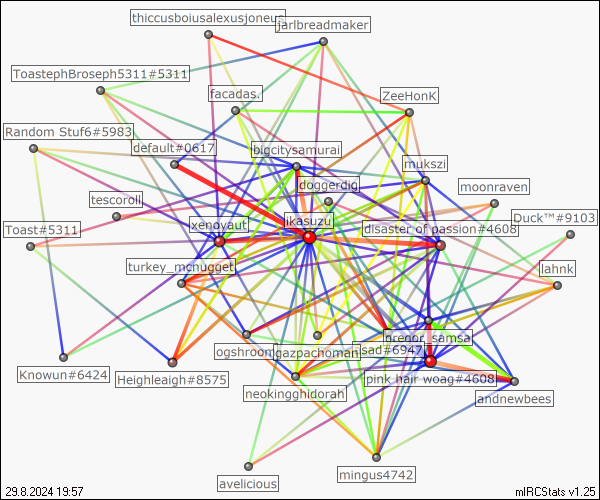 thiccusboiusalexusjoneus
jarlbreadmaker
ToastephBroseph5311#5311
facadas.
ZeeHonK
Random Stuf6#5983
default#0617
bigcitysamurai
mukszi
doggerdig
moonraven
tescoroll
xenovaut
ikasuzu
disaster of passion#4608
Duck™#9103
Toast#5311
turkey_mcnugget
lahnk
gregor_samsa
ogshroom
gazpachoman
sad#6947
Knowun#6424
Heighleaigh#8575
pink hair woag#4608
neokingghidorah
andnewbees
avelicious
mingus4742
29.8.2024 19:57
mIRCStats v1.25